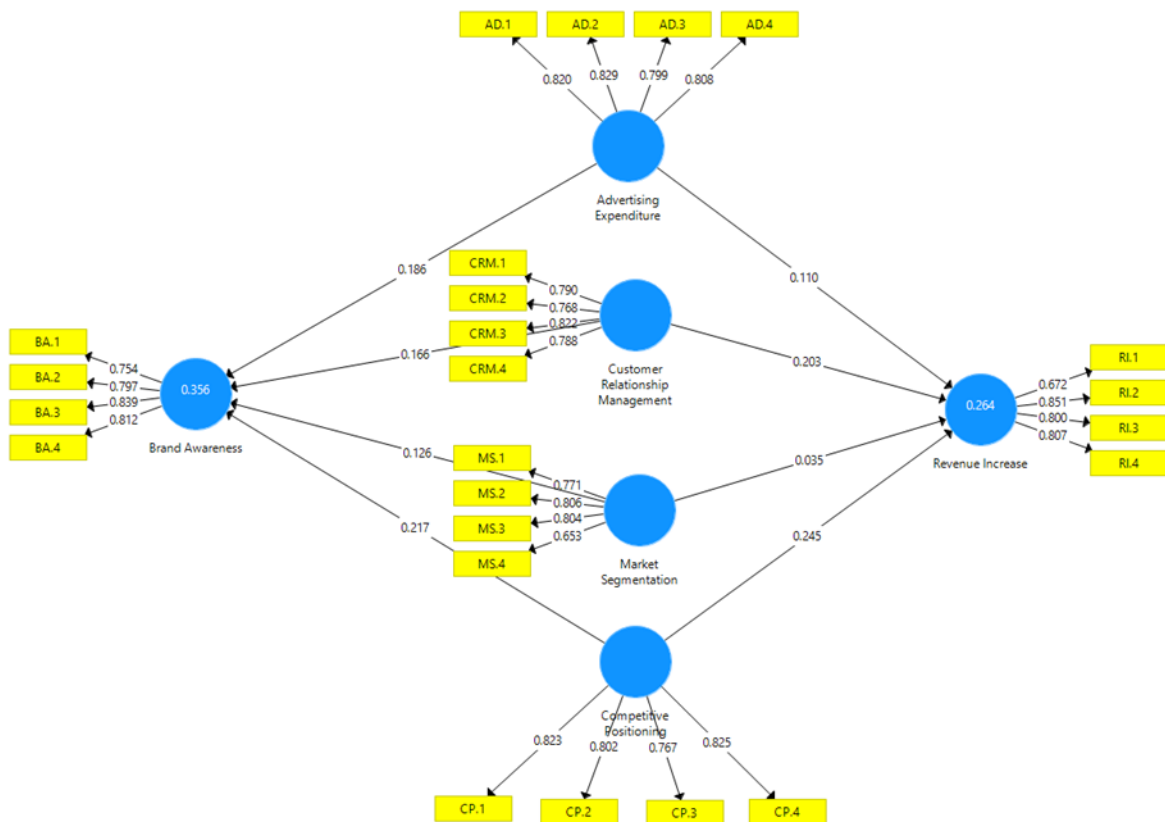 AD.1
AD.2
AD.3
AD.4
0.820
0.829
0.799
0.808
Advertising
Expenditure
0.186
0.110
CRM.1
CRM.2
CRM.3
CRM.4
0.790
0.768
0.822
0.788
0.166
Customer
Relationship
Management
0.203
BA.1
BA.2
BA.3
BA.4
0.754
0.797
0.839
0.812
0.356
Brand Awareness
RI.1
RI.2
RI.3
RI.4
0.672
0.851
0.800
0.807
0.264
Revenue Increase
0.126
MS.1
MS.2
MS.3
MS.4
0.771
0.806
0.804
0.653
0.035
Market
Segmentation
0.217
0.245
Competitive
Positioning
0.823
0.802
0.767
0.825
CP.1
CP.2
CP.3
CP.4